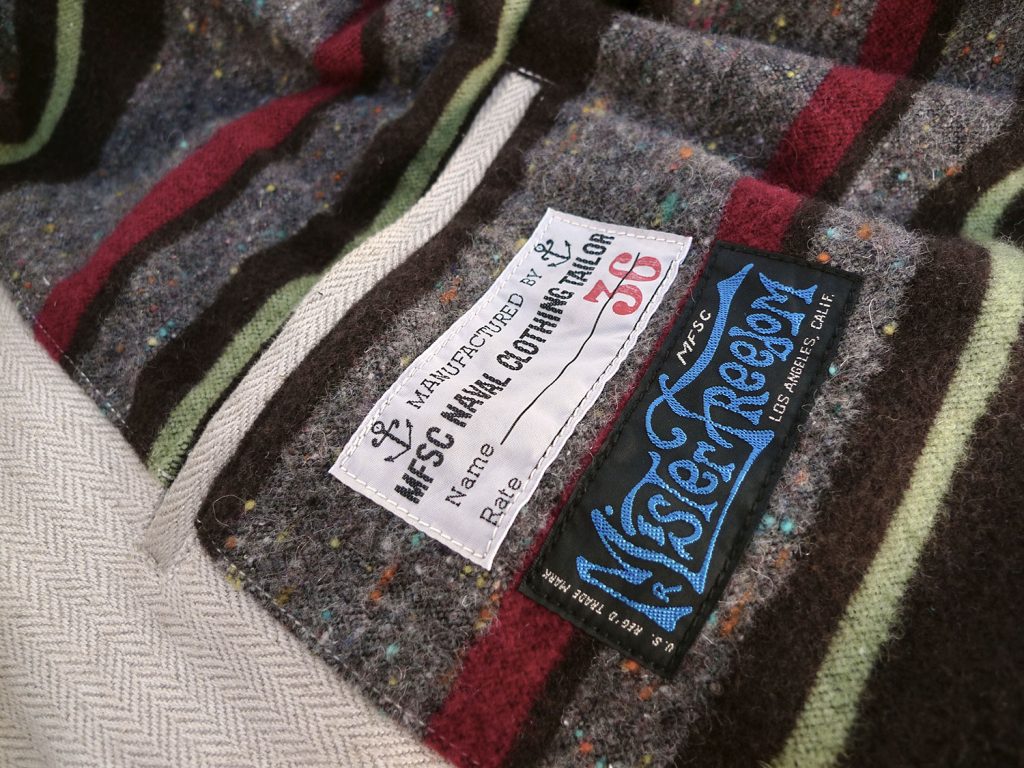 MANUFACTURED BY
MFSC NAVAL CLOTHING TAILOR
Name
Rate
36
MFSC
Mister Freedom
R
LOS ANGELES, CALIF.
U.S. REG'D TRADE MARK